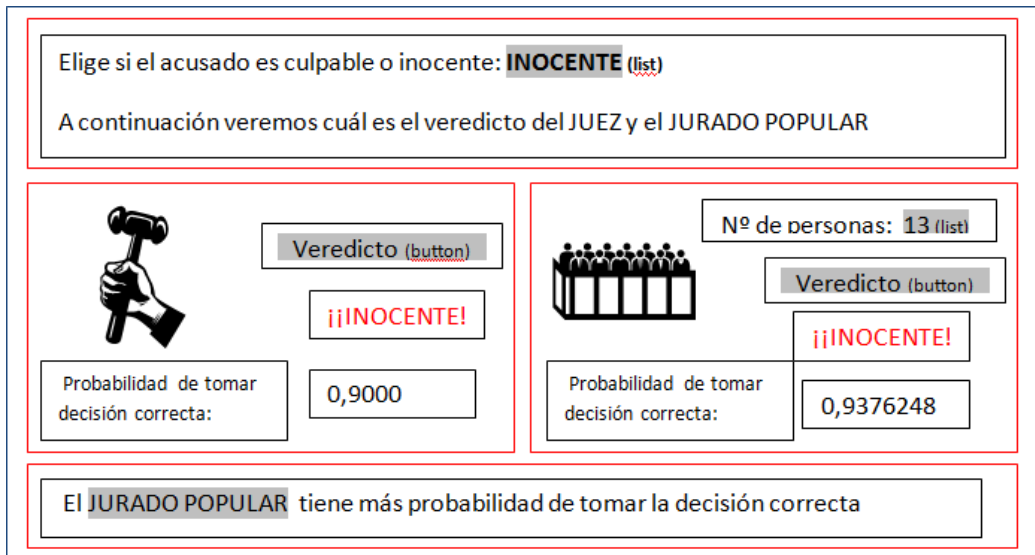 Elige si el acusado es culpable o inocente: INOCENTE (list)
A continuación veremos cuál es el veredicto del JUEZ y el JURADO POPULAR
Veredicto (button)
¡¡INOCENTE!
Probabilidad de tomar
decisión correcta:
0,9000
Nº de personas: 13 (list)
Veredicto (button)
¡¡INOCENTE!
Probabilidad de tomar
decisión correcta:
0,9376248
El JURADO POPULAR tiene más probabilidad de tomar la decisión correcta